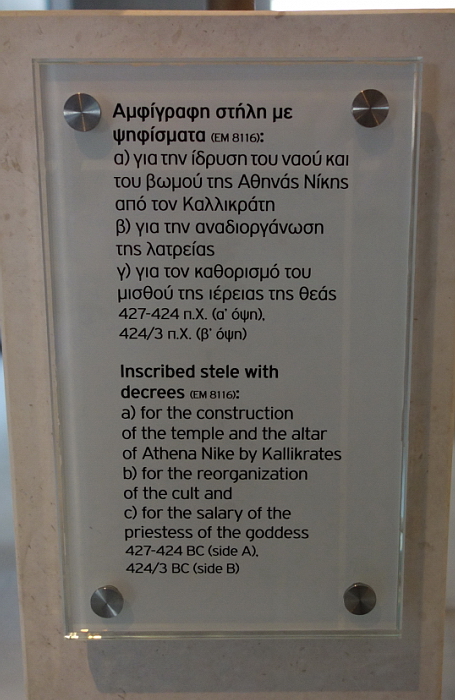 Αμφίγραφη στήλη με
ψηφίσματα (ΕΜ 8116):
α) για την ίδρυση του ναού και
του βωμού της Αθηνάς Νίκης
από τον Καλλικράτη
β) για την αναδιοργάνωση
της λατρείας
γ) για τον καθορισμό του
μισθού της ιέρειας της θεάς
427-424 π.Χ. (α' όψη),
424/3 π.Χ. (β' όψη)
Inscribed stele with
decrees (EM 8116):
a) for the construction
of the temple and the altar
of Athena Nike by Kallikrates
b) for the reorganization
of the cult and
c) for the salary of the
priestess of the goddess
427-424 BC (side A),
424/3 BC (side B)